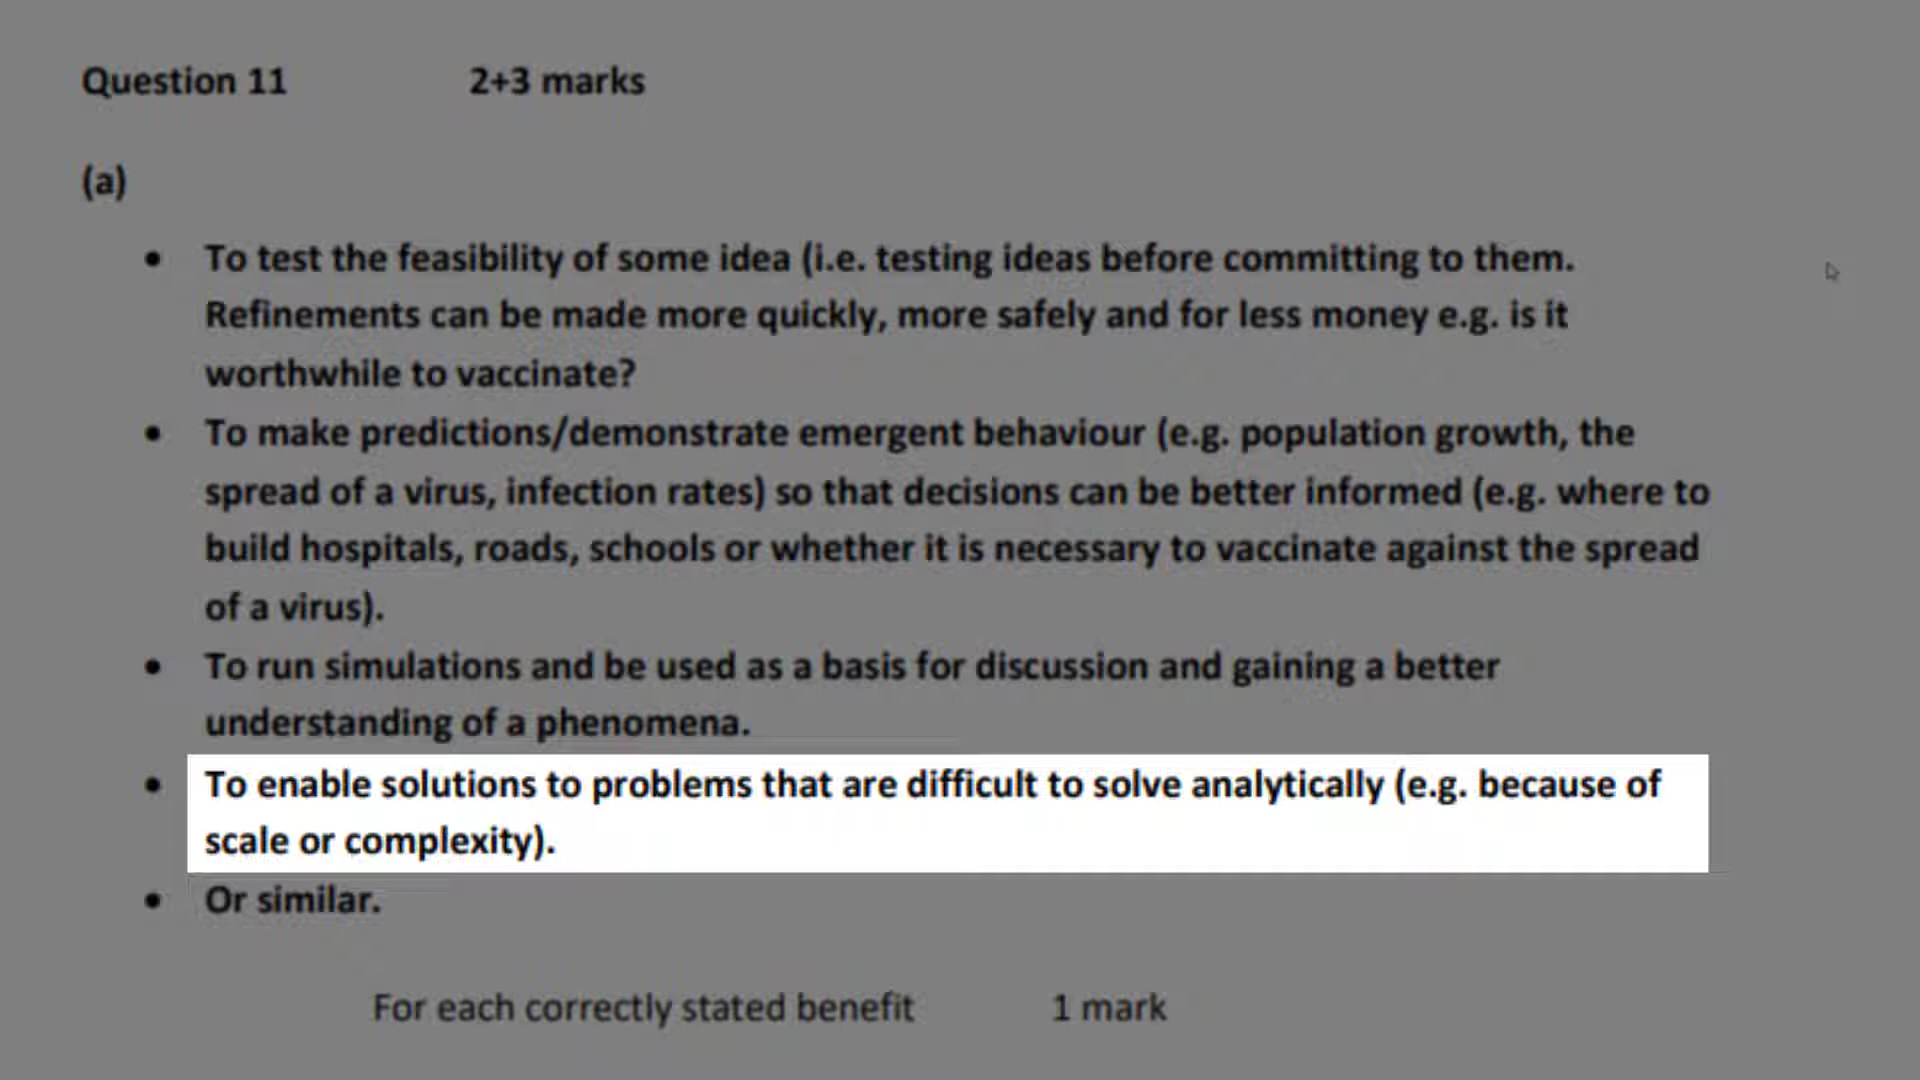 Question 11 2+3 marks
(a)
• To test the feasibility of some idea (i.e. testing ideas before committing to them.
Refinements can be made more quickly, more safely and for less money e.g. is it
worthwhile to vaccinate?
• To make predictions/demonstrate emergent behaviour (e.g. population growth, the
spread of a virus, infection rates) so that decisions can be better informed (e.g. where to
build hospitals, roads, schools or whether it is necessary to vaccinate against the spread
of a virus).
• To run simulations and be used as a basis for discussion and gaining a better
understanding of a phenomena.
• To enable solutions to problems that are difficult to solve analytically (e.g. because of
scale or complexity).
• Or similar.
For each correctly stated benefit 1 mark